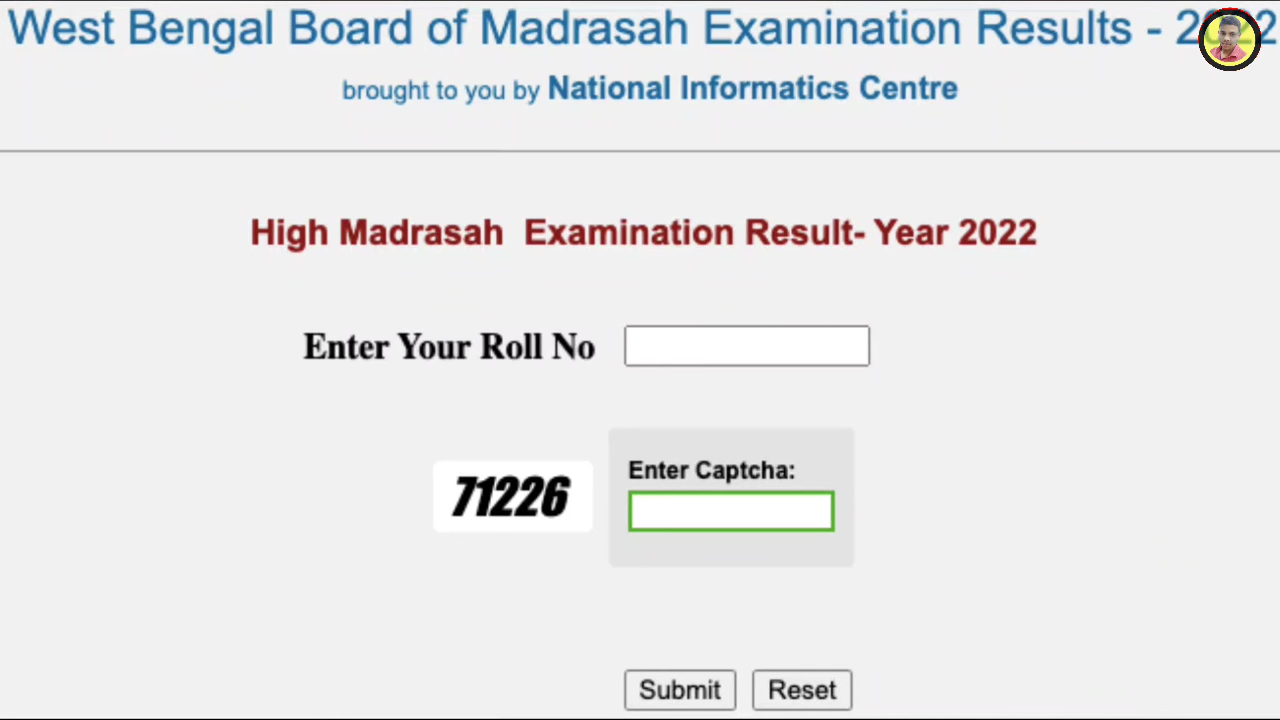 West Bengal Board of Madrasah Examination Results - 2022
brought to you by National Informatics Centre
High Madrasah Examination Result- Year 2022
Enter Your Roll No
Enter Captcha:
71226
Submit Reset